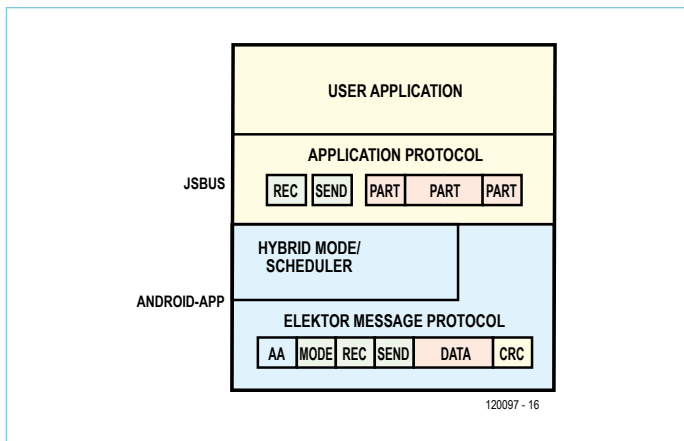 USER APPLICATION
APPLICATION PROTOCOL
JSBUS
REC SEND PART PART PART
HYBRID MODE/
SCHEDULER
ANDROID-APP
ELEKTOR MESSAGE PROTOCOL
AA MODE REC SEND DATA CRC
120097 - 16